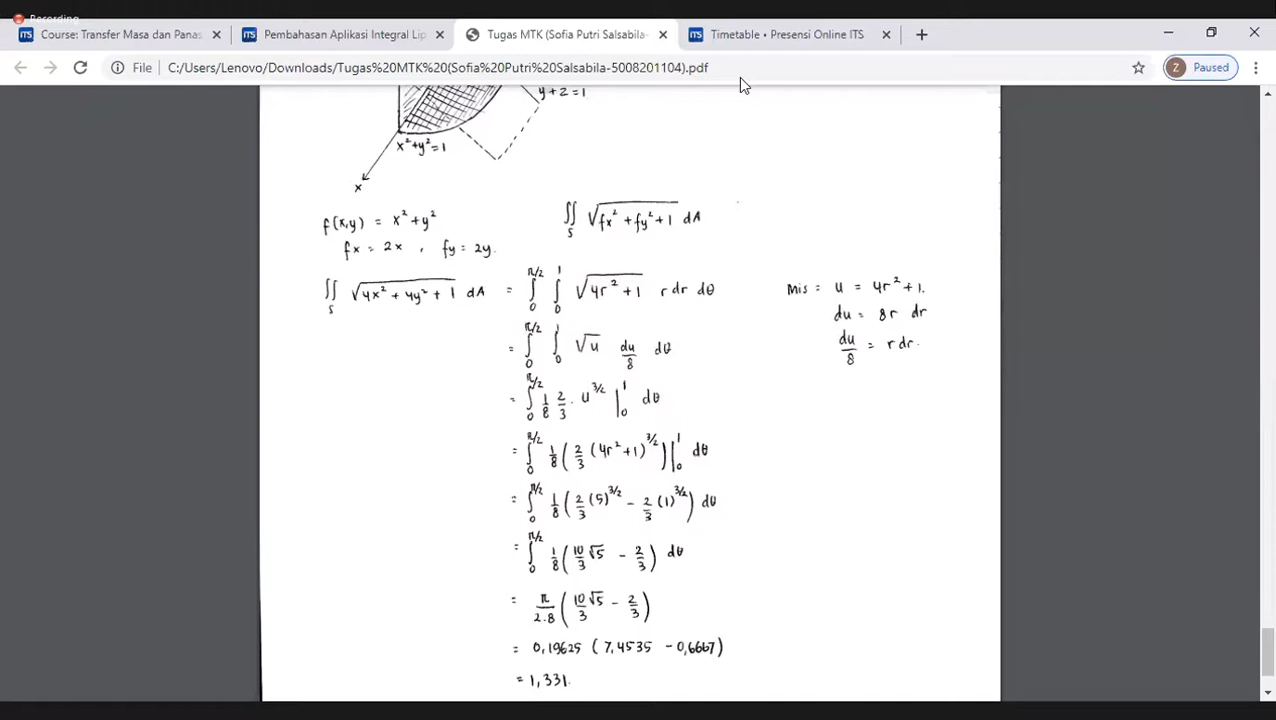 Recording
Course: Transfer Masa dan Panas
Pembahasan Aplikasi Integral Lip
Tugas MTK (Sofia Putri Salsabila-
Timetable • Presensi Online ITS
File | C:/Users/Lenovo/Downloads/Tugas%20MTK%20(Sofia%20Putri%20Salsabila-5008201104).pdf
Z Paused
y+z=1
x²+y²=1
x
f(x,y) = x²+y²
∬_S √(fx² + fy² + 1) dA
fx = 2x , fy = 2y.
∬_S √(4x² + 4y² + 1) dA = ∫₀^(π/2) ∫₀^1 √(4r² + 1) r dr dθ
Mis = u = 4r² + 1.
du = 8r dr
du/8 = r dr.
= ∫₀^(π/2) ∫₀^1 √u du/8 dθ
= ∫₀^(π/2) 1/8 2/3 . u^(3/2) |₀^1 dθ
= ∫₀^(π/2) 1/8 (2/3 (4r² + 1)^(3/2)) |₀^1 dθ
= ∫₀^(π/2) 1/8 (2/3 (5)^(3/2) - 2/3 (1)^(3/2)) dθ
= ∫₀^(π/2) 1/8 (10/3 √5 - 2/3) dθ
= π/2.8 (10/3 √5 - 2/3)
= 0,19625 (7,4535 - 0,6667)
= 1,331.